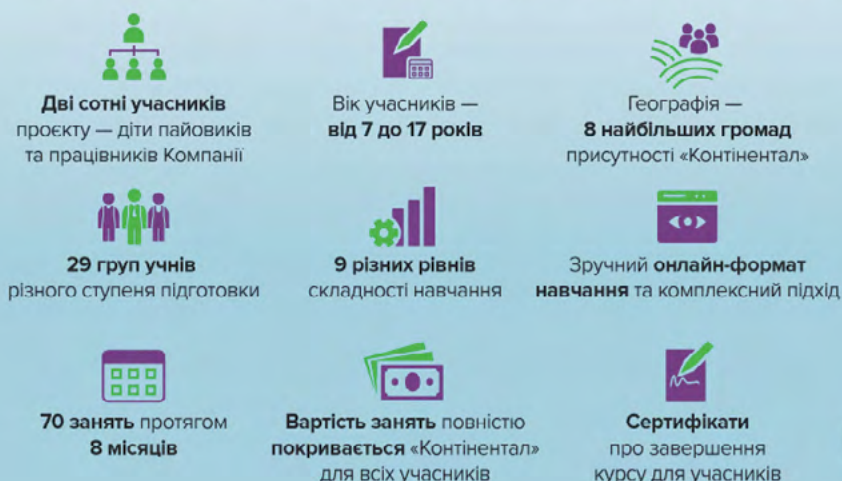 Дві сотні учасників
проєкту — діти пайовиків
та працівників Компанії
Вік учасників —
від 7 до 17 років
Географія —
8 найбільших громад
присутності «Контінентал»
29 груп учнів
різного ступеня підготовки
9 різних рівнів
складності навчання
Зручний онлайн-формат
навчання та комплексний підхід
70 занять протягом
8 місяців
Вартість занять повністю
покривається «Контінентал»
для всіх учасників
Сертифікати
про завершення
курсу для учасників